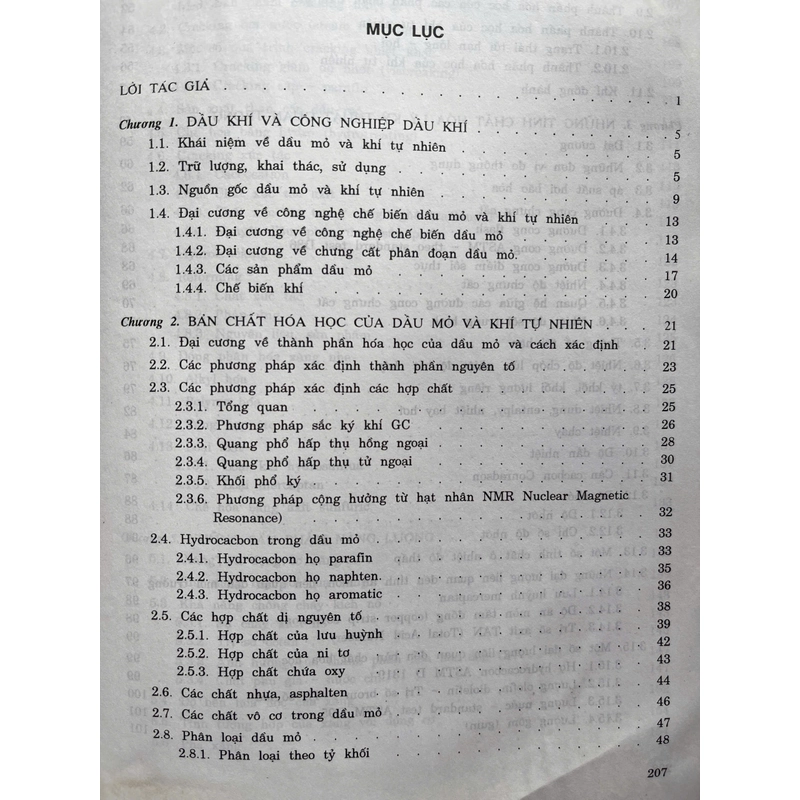 MỤC LỤC
LỜI TÁC GIẢ 1
Chương 1. DẦU KHÍ VÀ CÔNG NGHIỆP DẦU KHÍ 5
1.1. Khái niệm về dầu mỏ và khí tự nhiên 5
1.2. Trữ lượng, khai thác, sử dụng 5
1.3. Nguồn gốc dầu mỏ và khí tự nhiên 9
1.4. Đại cương về công nghệ chế biến dầu mỏ và khí tự nhiên 13
1.4.1. Đại cương về công nghệ chế biến dầu mỏ 13
1.4.2. Đại cương về chưng cất phân đoạn dầu mỏ. 14
1.4.3. Các sản phẩm dầu mỏ 17
1.4.4. Chế biến khí 20
Chương 2. BẢN CHẤT HÓA HỌC CỦA DẦU MỎ VÀ KHÍ TỰ NHIÊN 21
2.1. Đại cương về thành phần hóa học của dầu mỏ và cách xác định 21
2.2. Các phương pháp xác định thành phần nguyên tố 23
2.3. Các phương pháp xác định các hợp chất 25
2.3.1. Tổng quan 25
2.3.2. Phương pháp sắc ký khí GC 26
2.3.3. Quang phổ hấp thụ hồng ngoại 28
2.3.4. Quang phổ hấp thụ tử ngoại 30
2.3.5. Khối phổ ký 31
2.3.6. Phương pháp cộng hưởng từ hạt nhân NMR Nuclear Magnetic
Resonance) 32
2.4. Hydrocacbon trong dầu mỏ 33
2.4.1. Hydrocacbon họ parafin 33
2.4.2. Hydrocacbon họ naphten. 35
2.4.3. Hydrocacbon họ aromatic 36
2.5. Các hợp chất dị nguyên tố 38
2.5.1. Hợp chất của lưu huỳnh 39
2.5.2. Hợp chất của ni tơ 42
2.5.3. Hợp chất chứa oxy 43
2.6. Các chất nhựa, asphalten 44
2.7. Các chất vô cơ trong dầu mỏ 46
2.8. Phân loại dầu mỏ 47
2.8.1. Phân loại theo tỷ khối 48
207